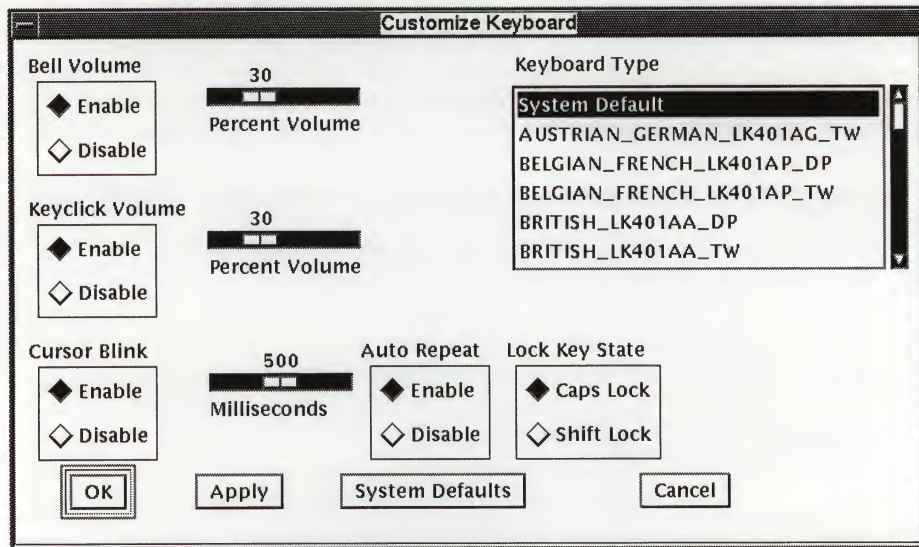 Customize Keyboard
Bell Volume
Enable
Disable
30
Percent Volume
Keyboard Type
System Default
AUSTRIAN_GERMAN_LK401AG_TW
BELGIAN_FRENCH_LK401AP_DP
BELGIAN_FRENCH_LK401AP_TW
BRITISH_LK401AA_DP
BRITISH_LK401AA_TW
Keyclick Volume
Enable
Disable
30
Percent Volume
Cursor Blink
Enable
Disable
500
Milliseconds
Auto Repeat
Enable
Disable
Lock Key State
Caps Lock
Shift Lock
OK
Apply
System Defaults
Cancel